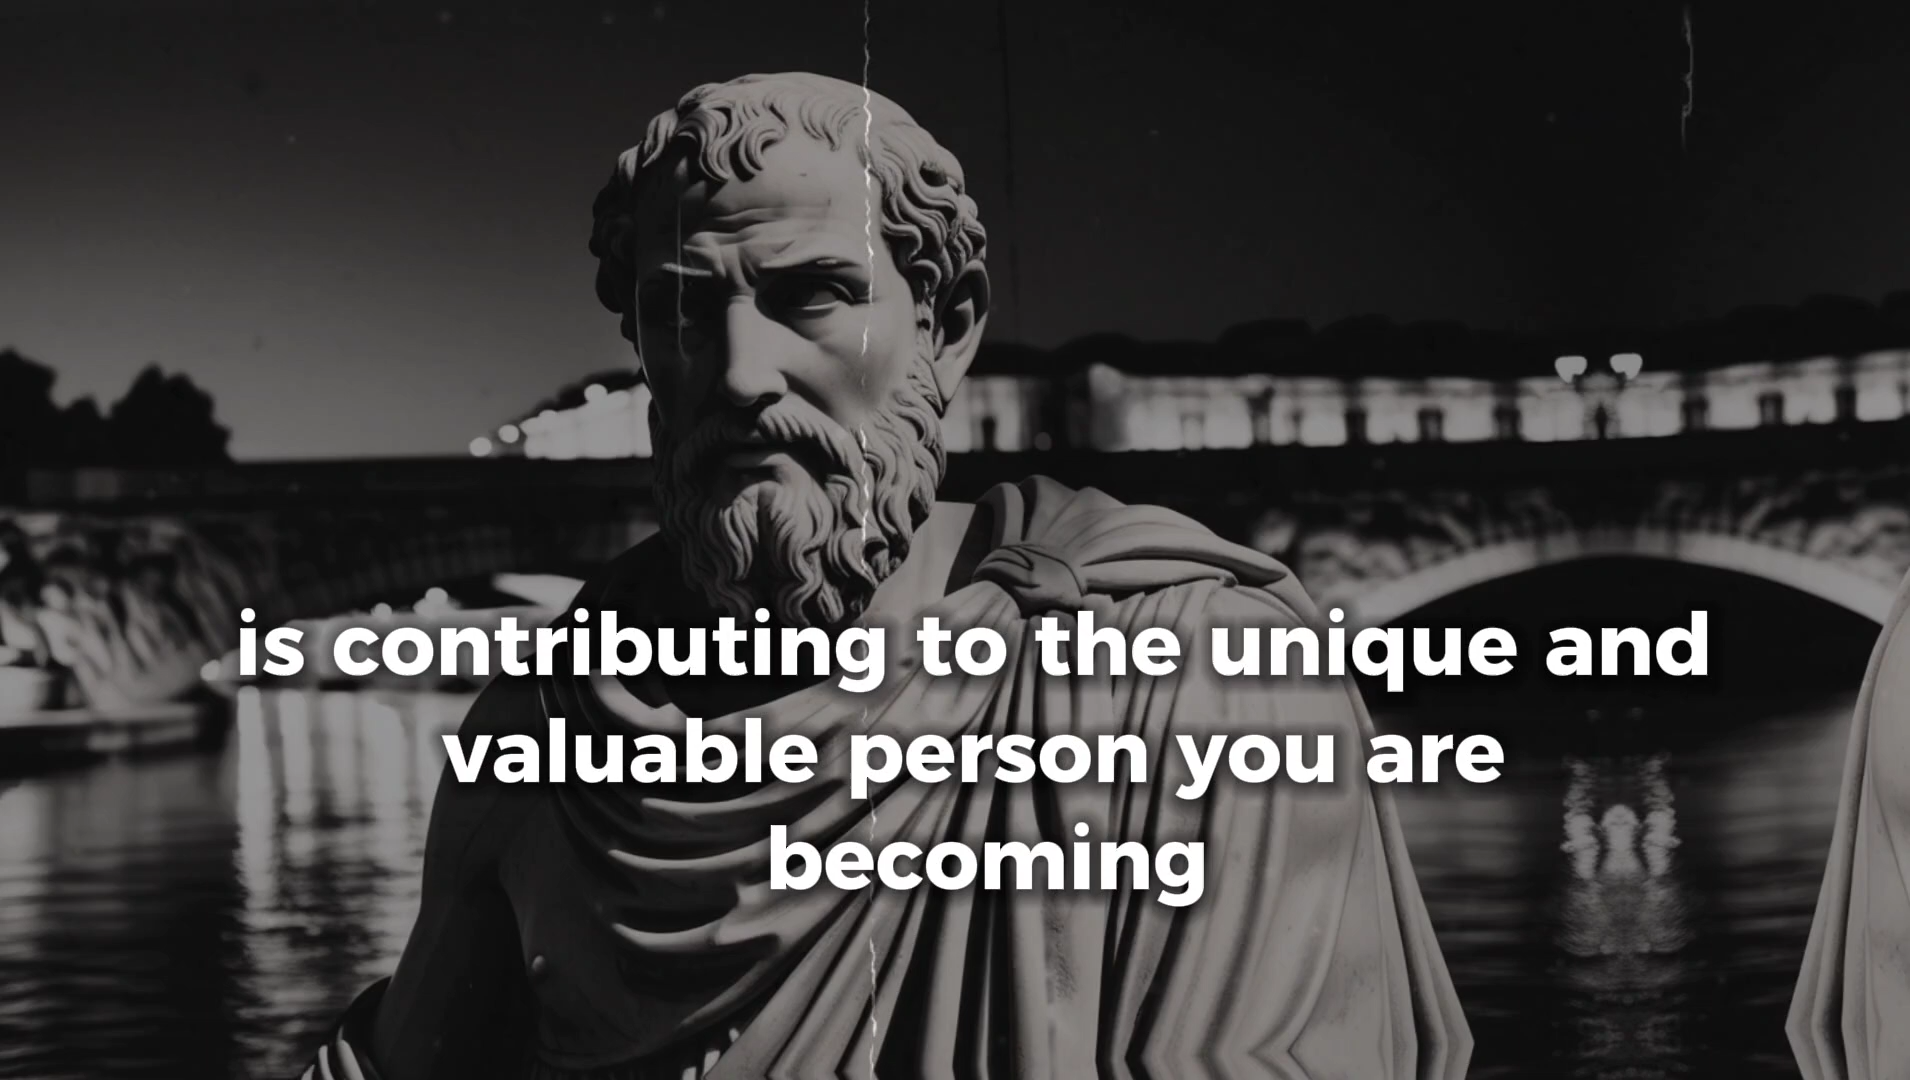 is contributing to the unique and
valuable person you are
becoming